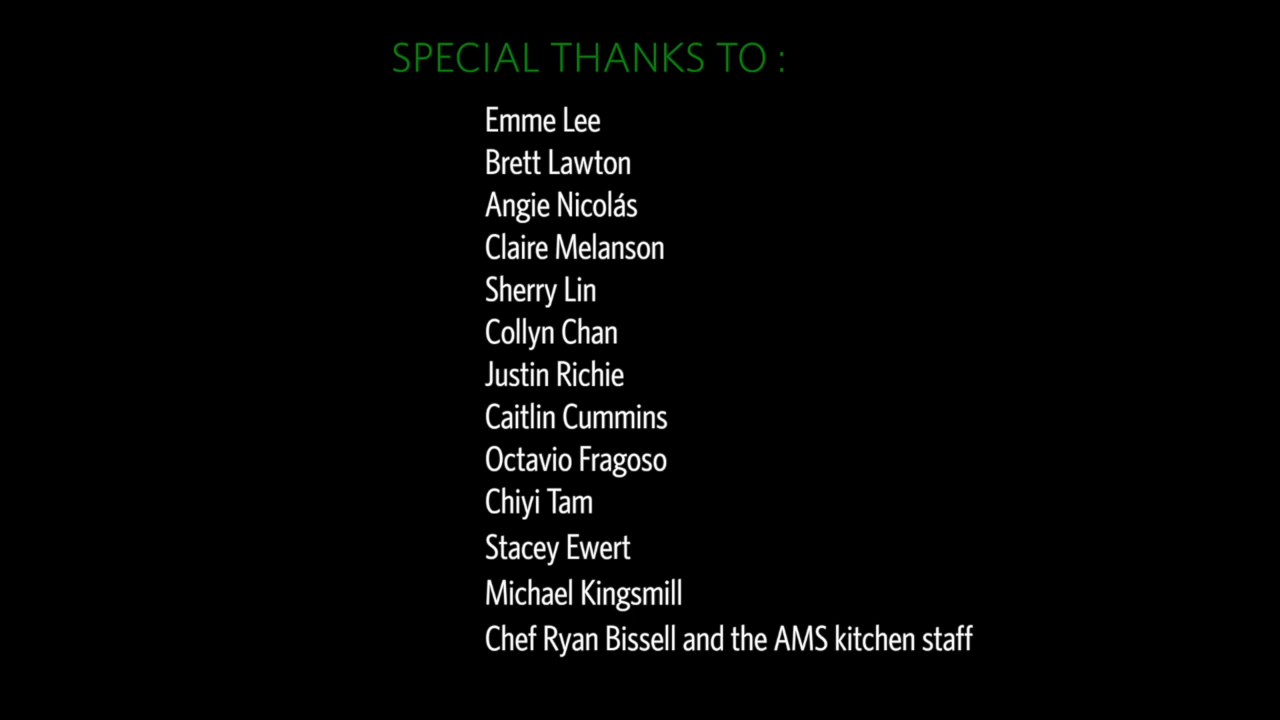 SPECIAL THANKS TO :
Emme Lee
Brett Lawton
Angie Nicolás
Claire Melanson
Sherry Lin
Collyn Chan
Justin Richie
Caitlin Cummins
Octavio Fragoso
Chiyi Tam
Stacey Ewert
Michael Kingsmill
Chef Ryan Bissell and the AMS kitchen staff